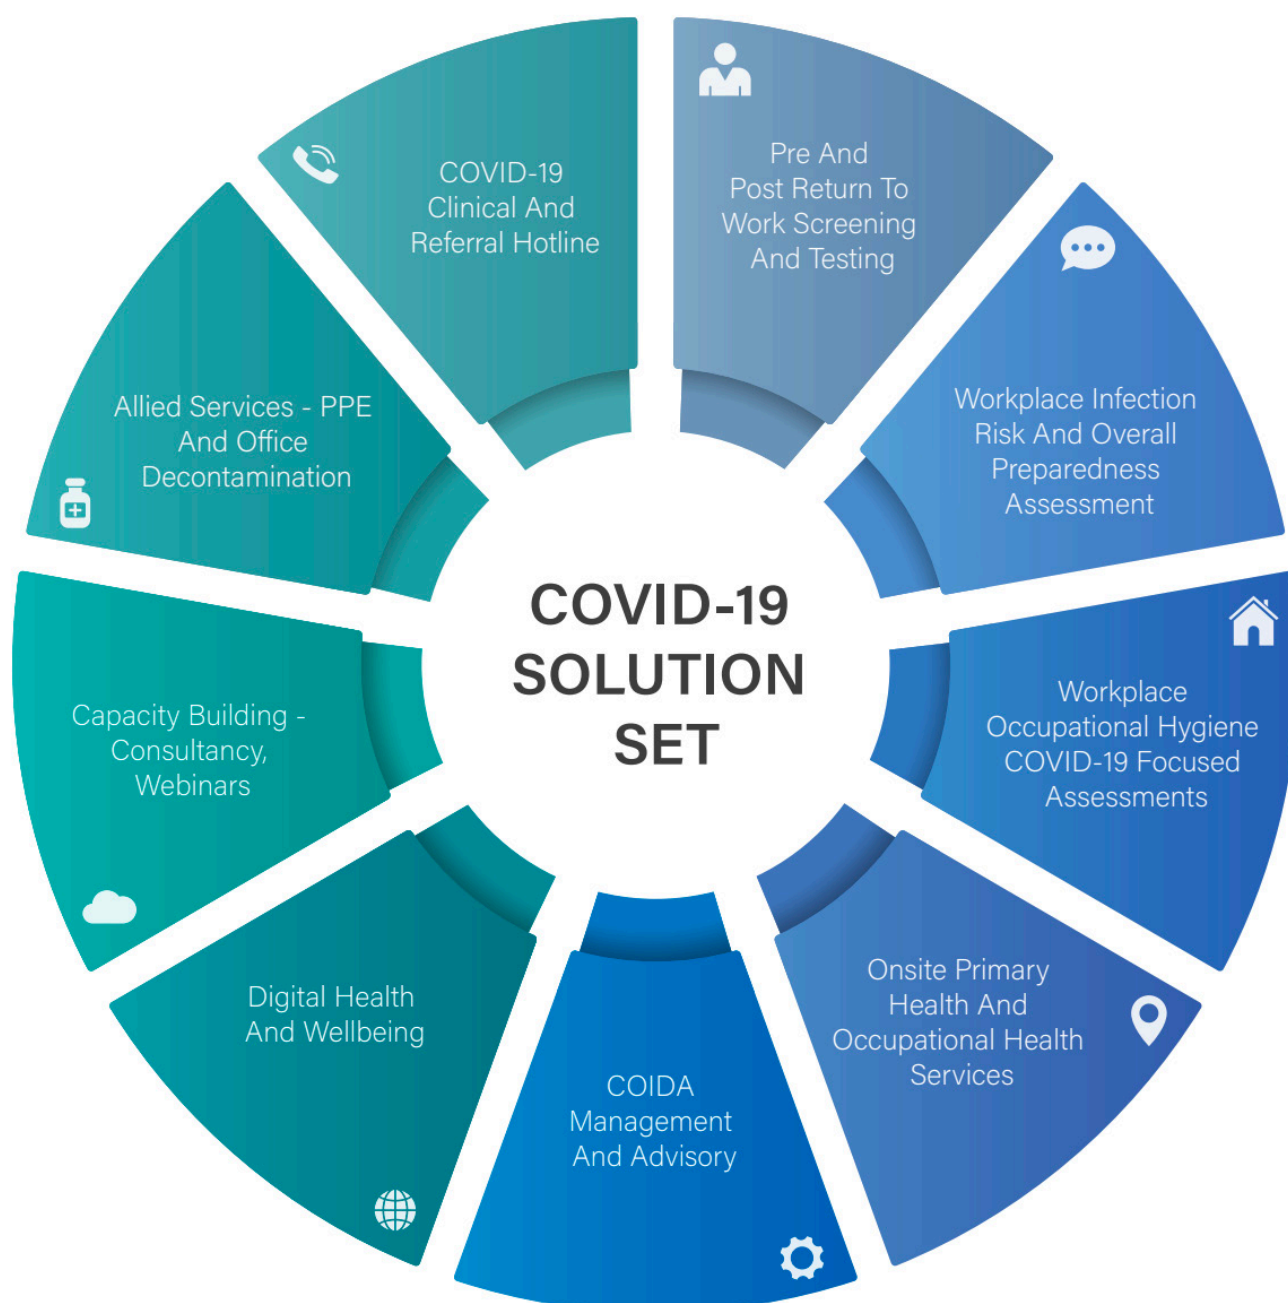 COVID-19
SOLUTION
SET
Pre And
Post Return To
Work Screening
And Testing
Workplace Infection
Risk And Overall
Preparedness
Assessment
Workplace
Occupational Hygiene
COVID-19 Focused
Assessments
Onsite Primary
Health And
Occupational Health
Services
COIDA
Management
And Advisory
Digital Health
And Wellbeing
Capacity Building -
Consultancy,
Webinars
Allied Services - PPE
And Office
Decontamination
COVID-19
Clinical And
Referral Hotline